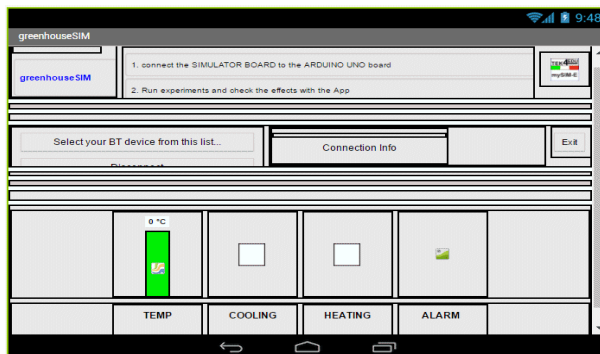 9:48
greenhouseSIM
greenhouseSIM
1. connect the SIMULATOR BOARD to the ARDUINO UNO board
2. Run experiments and check the effects with the App
mySIM-E
Select your BT device from this list...
Connection Info
Exit
Disconnect
0 °C
TEMP
COOLING
HEATING
ALARM